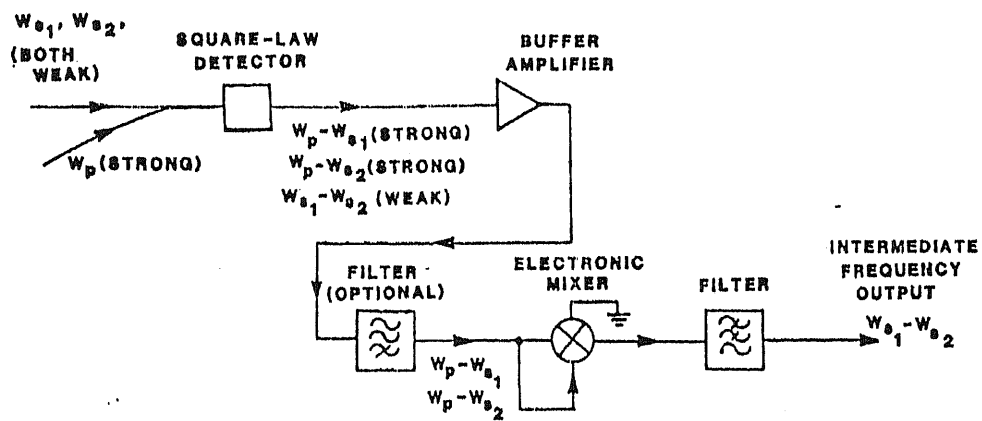 Ws1, Ws2,
(BOTH
WEAK)
SQUARE-LAW
DETECTOR
BUFFER
AMPLIFIER
Wp(STRONG)
Wp-Ws1(STRONG)
Wp-Ws2(STRONG)
Ws1-Ws2 (WEAK)
FILTER
(OPTIONAL)
ELECTRONIC
MIXER
FILTER
INTERMEDIATE
FREQUENCY
OUTPUT
Ws1-Ws2
Wp-Ws1
Wp-Ws2